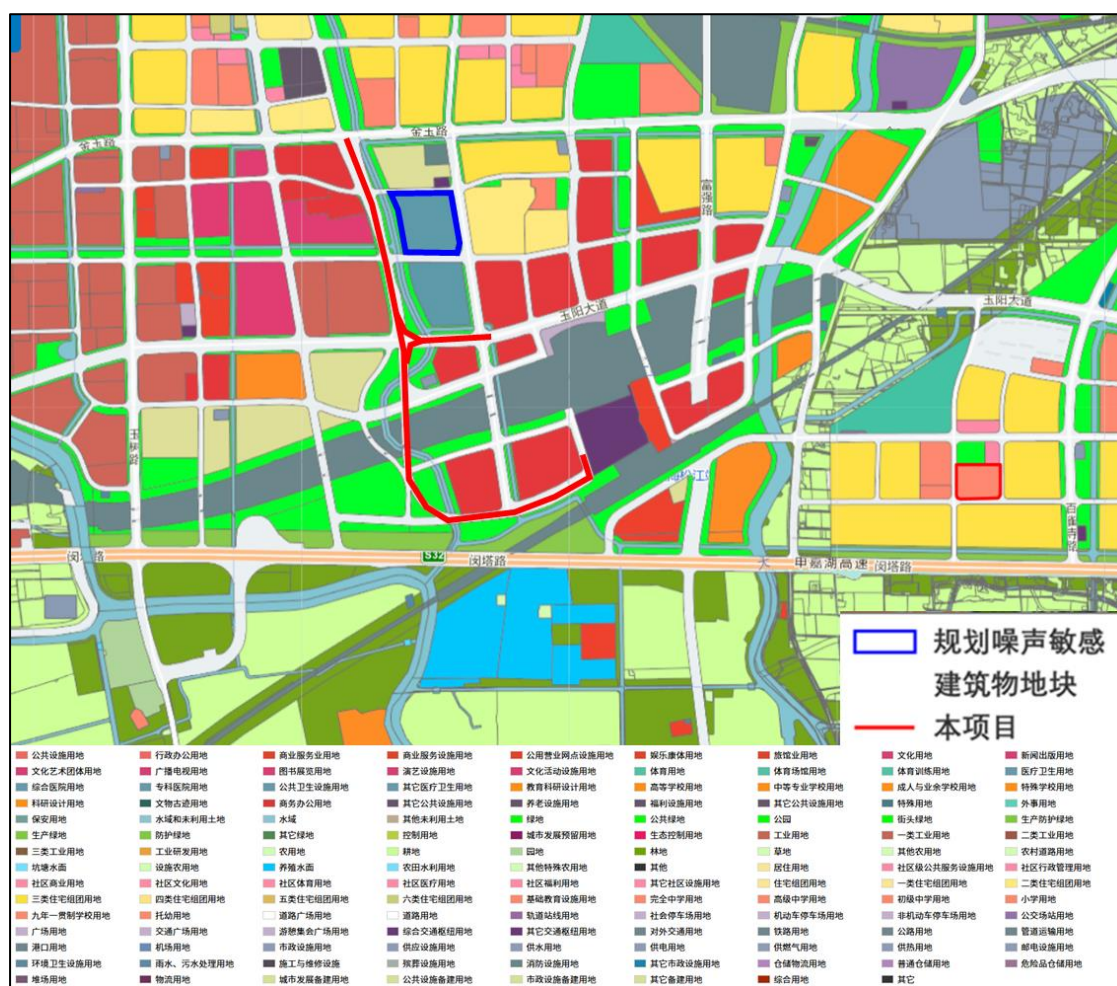 金玉路
金玉路
富强路
玉阳大道
玉阳大道
玉树路
松江
百雀寺路
S32
闵塔路
申嘉湖高速
闵塔路
规划噪声敏感
建筑物地块
本项目
公共设施用地 行政办公用地 商业服务业用地 商业服务设施用地 公用营业网点设施用地 娱乐康体用地 旅馆业用地 文化用地 新闻出版用地
文化艺术团体用地 广播电视用地 图书展览用地 演艺设施用地 文化活动设施用地 体育用地 体育场馆用地 体育训练用地 医疗卫生用地
综合医院用地 专科医院用地 公共卫生设施用地 其它医疗卫生用地 教育科研设计用地 高等学校用地 中等专业学校用地 成人与业余学校用地 特殊学校用地
科研设计用地 文物古迹用地 商务办公用地 其他公共设施用地 养老设施用地 福利设施用地 其它公共设施用地 特殊用地 外事用地
保安用地 水域和未利用土地 水域 其他未利用土地 绿地 公共绿地 公园 街头绿地 生产防护绿地
生产绿地 防护绿地 其它绿地 控制用地 城市发展预留用地 生态控制用地 工业用地 一类工业用地 二类工业用地
三类工业用地 工业研发用地 农用地 耕地 园地 林地 草地 其他农用地 农村道路用地
坑塘水面 设施农用地 养殖水面 农田水利用地 其他特殊农用地 其他 居住用地 社区级公共服务设施用地 社区行政管理用地
社区商业用地 社区文化用地 社区体育用地 社区医疗用地 社区福利用地 其它社区设施用地 住宅组团用地 一类住宅组团用地 二类住宅组团用地
三类住宅组团用地 四类住宅组团用地 五类住宅组团用地 六类住宅组团用地 基础教育设施用地 完全中学用地 高级中学用地 初级中学用地 小学用地
九年一贯制学校用地 托幼用地 道路广场用地 道路用地 轨道站线用地 社会停车场用地 机动车停车场用地 非机动车停车场用地 公交场站用地
广场用地 交通广场用地 游憩集会广场用地 综合交通枢纽用地 其它交通枢纽用地 对外交通用地 铁路用地 公路用地 管道运输用地
港口用地 机场用地 市政设施用地 供应设施用地 供水用地 供电用地 供燃气用地 供热用地 邮电设施用地
环境卫生设施用地 雨水、污水处理用地 施工与维修设施 殡葬设施用地 消防设施用地 其它市政设施用地 仓储物流用地 普通仓储用地 危险品仓储用地
堆场用地 物流用地 城市发展备建用地 公共设施备建用地 市政设施备建用地 其它备建用地 综合用地 其它